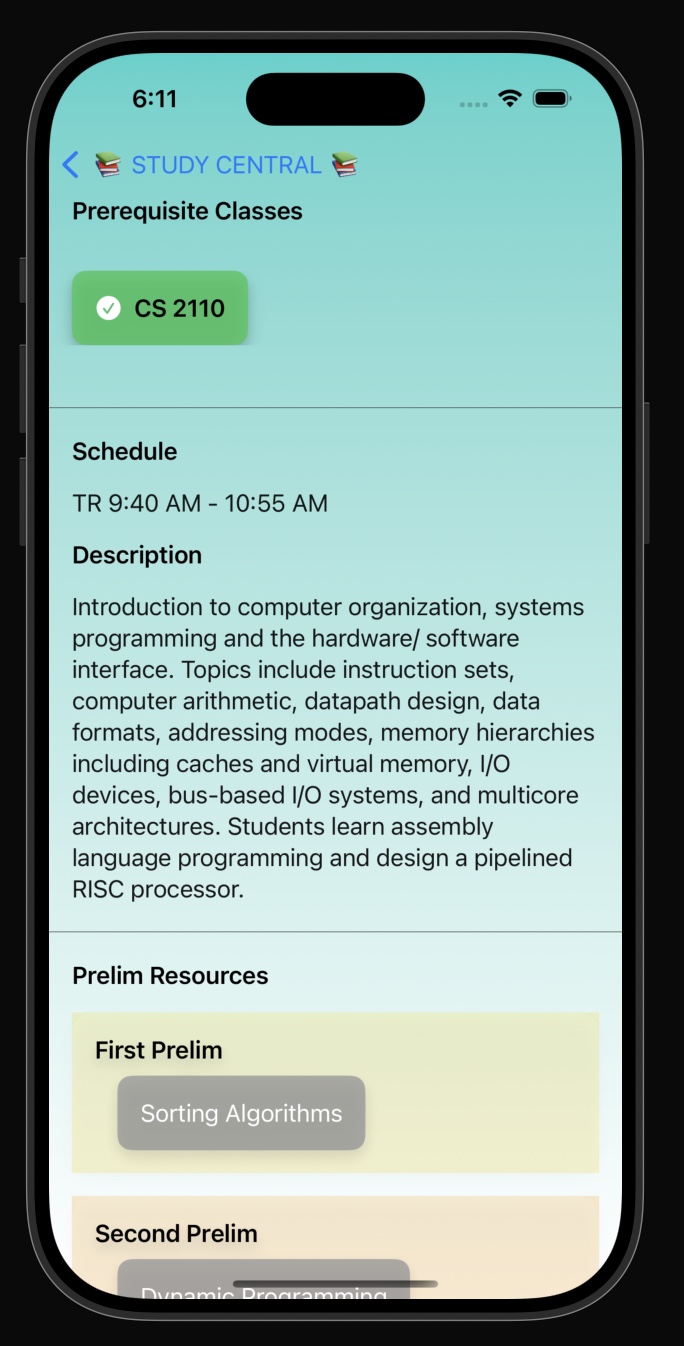 6:11
📚 STUDY CENTRAL 📚
Prerequisite Classes
CS 2110
Schedule
TR 9:40 AM - 10:55 AM
Description
Introduction to computer organization, systems
programming and the hardware/ software
interface. Topics include instruction sets,
computer arithmetic, datapath design, data
formats, addressing modes, memory hierarchies
including caches and virtual memory, I/O
devices, bus-based I/O systems, and multicore
architectures. Students learn assembly
language programming and design a pipelined
RISC processor.
Prelim Resources
First Prelim
Sorting Algorithms
Second Prelim
Dynamic Programming